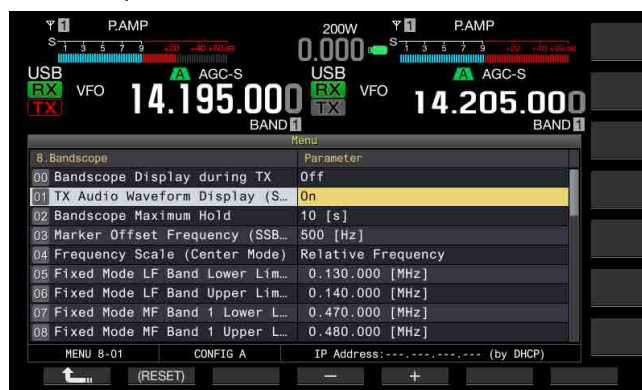 1 P.AMP 200W 1 P.AMP
S 1 3 5 7 9 +20 +40 +60dB 0.000 S 1 3 5 7 9 +20 +40 +60dB
USB A AGC-S USB A AGC-S
RX TX VFO 14.195.000 RX TX VFO 14.205.000
BAND 1 BAND 1
Menu
8.Bandscope Parameter
00 Bandscope Display during TX Off
01 TX Audio Waveform Display (S… On
02 Bandscope Maximum Hold 10 [s]
03 Marker Offset Frequency (SSB… 500 [Hz]
04 Frequency Scale (Center Mode) Relative Frequency
05 Fixed Mode LF Band Lower Lim… 0.130.000 [MHz]
06 Fixed Mode LF Band Upper Lim… 0.140.000 [MHz]
07 Fixed Mode MF Band 1 Lower L… 0.470.000 [MHz]
08 Fixed Mode MF Band 1 Upper L… 0.480.000 [MHz]
MENU 8-01 CONFIG A IP Address:---.---.---.--- (by DHCP)
(RESET) − +